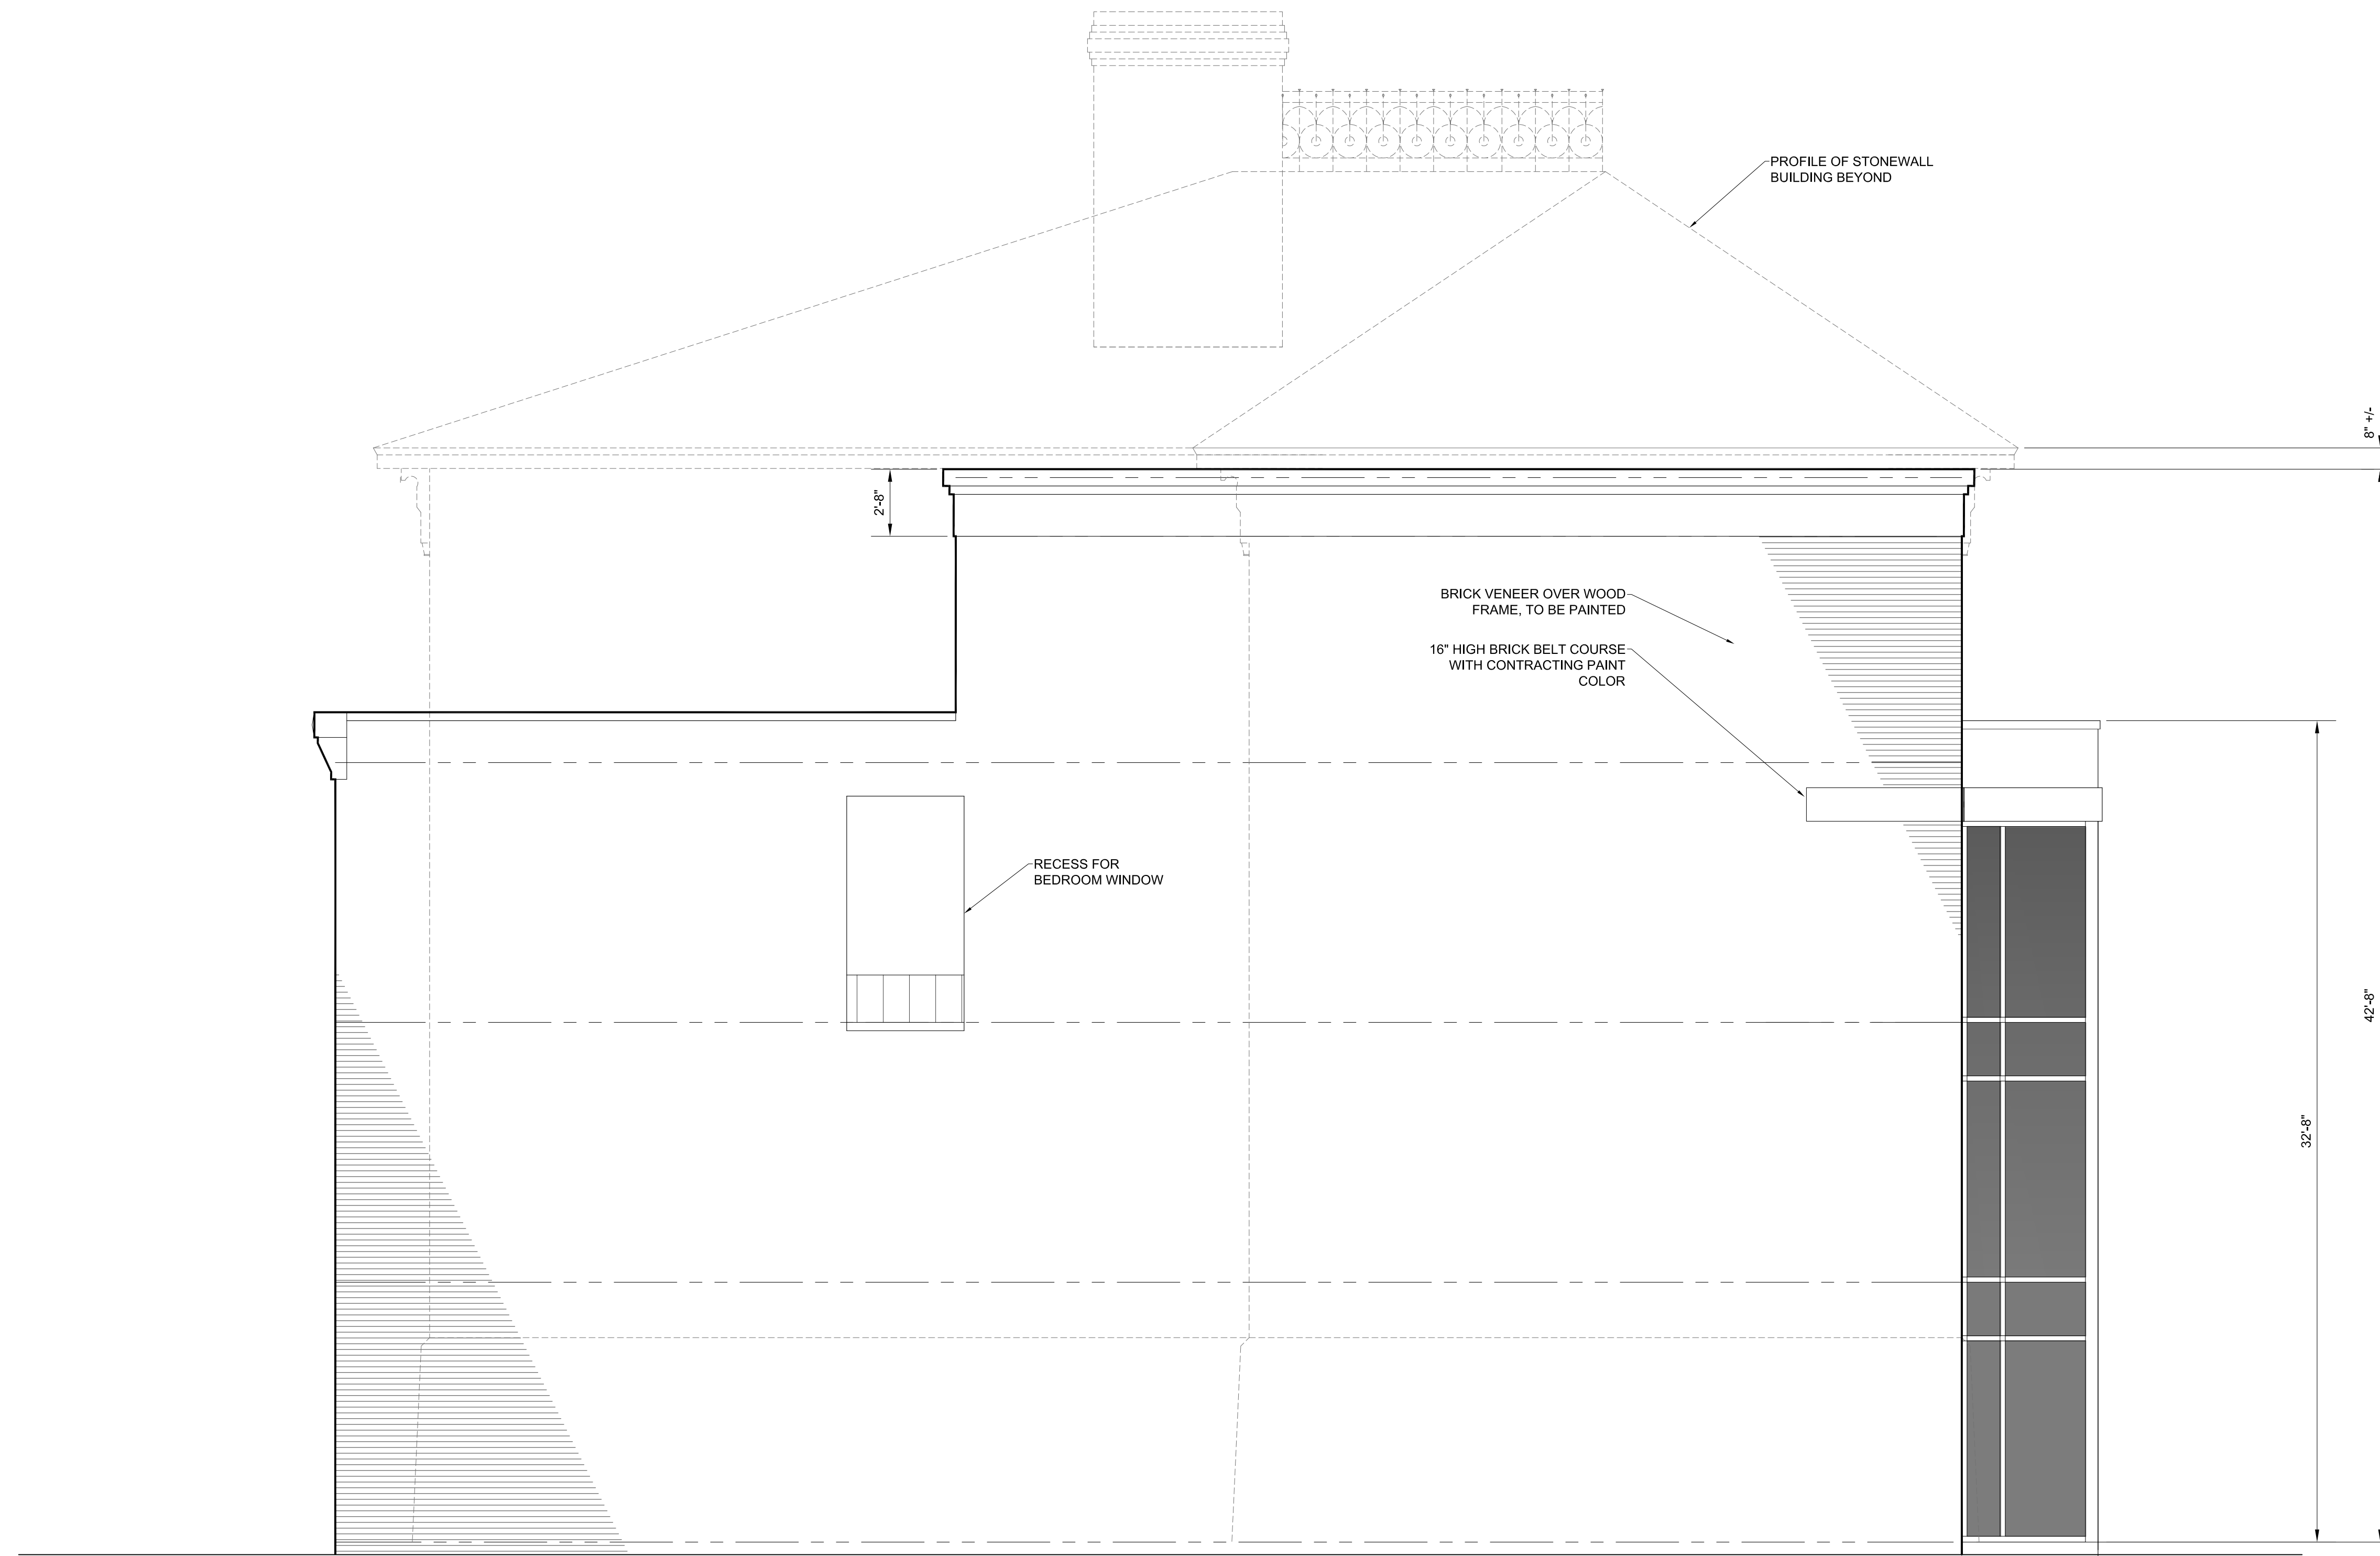 PROFILE OF STONEWALL
BUILDING BEYOND
8" +/-
2'-8"
BRICK VENEER OVER WOOD
FRAME, TO BE PAINTED
16" HIGH BRICK BELT COURSE
WITH CONTRACTING PAINT
COLOR
RECESS FOR
BEDROOM WINDOW
42'-8"
32'-8"